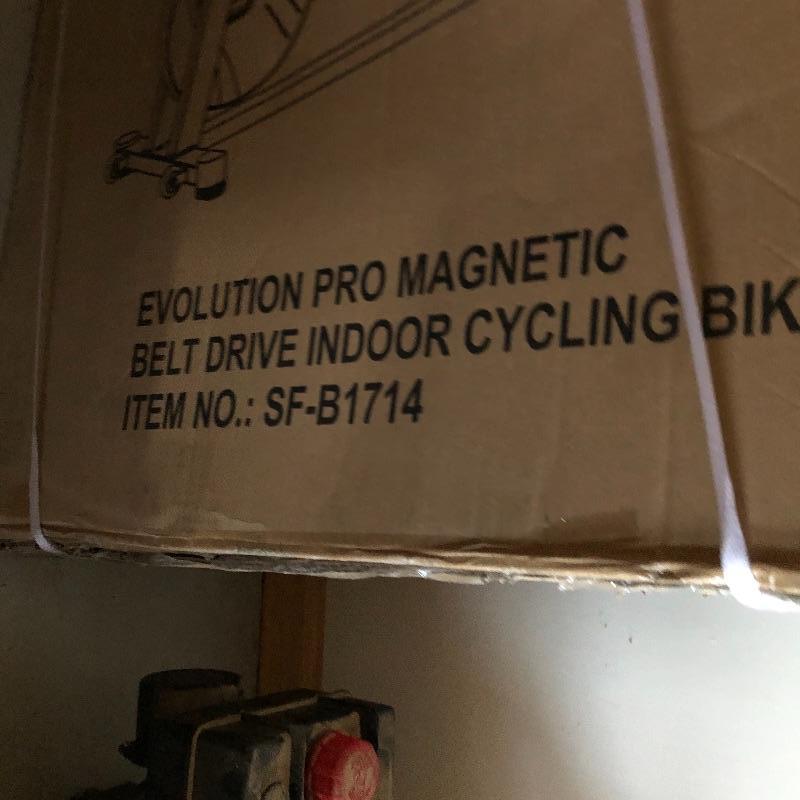 EVOLUTION PRO MAGNETIC
BELT DRIVE INDOOR CYCLING BIK
ITEM NO.: SF-B1714